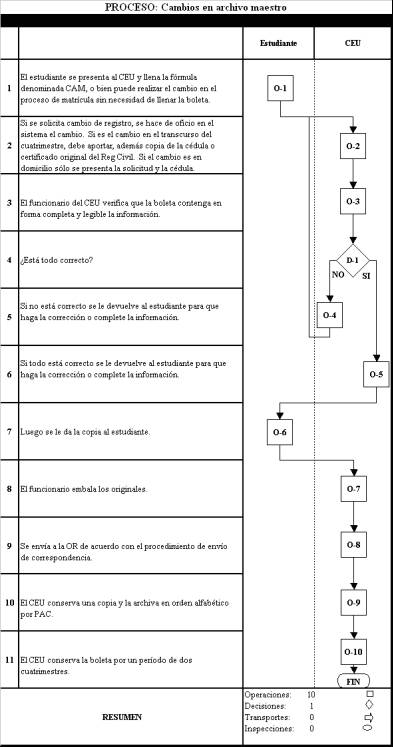 PROCESO: Cambios en archivo maestro
Estudiante
CEU
1
El estudiante se presenta al CEU y llena la fórmula
denominada CAM, o bien puede realizar el cambio en el
proceso de matrícula sin necesidad de llenar la boleta.
O-1
2
Si se solicita cambio de registro, se hace de oficio en el
sistema el cambio. Si es el cambio en el transcurso del
cuatrimestre, debe aportar, además copia de la cédula o
certificado original del Reg Civil. Si el cambio es en
domicilio sólo se presenta la solicitud y la cédula.
O-2
3
El funcionario del CEU verifica que la boleta contenga en
forma completa y legible la información.
O-3
4
¿Está todo correcto?
D-1
NO
SI
5
Si no está correcto se le devuelve al estudiante para que
haga la corrección o complete la información.
O-4
6
Si todo está correcto se le devuelve al estudiante para que
haga la corrección o complete la información.
O-5
7
Luego se le da la copia al estudiante.
O-6
8
El funcionario embala los originales.
O-7
9
Se envía a la OR de acuerdo con el procedimiento de envío
de correspondencia.
O-8
10
El CEU conserva una copia y la archiva en orden alfabético
por PAC.
O-9
11
El CEU conserva la boleta por un período de dos
cuatrimestres.
O-10
FIN
RESUMEN
Operaciones: 10
Decisiones: 1
Transportes: 0
Inspecciones: 0